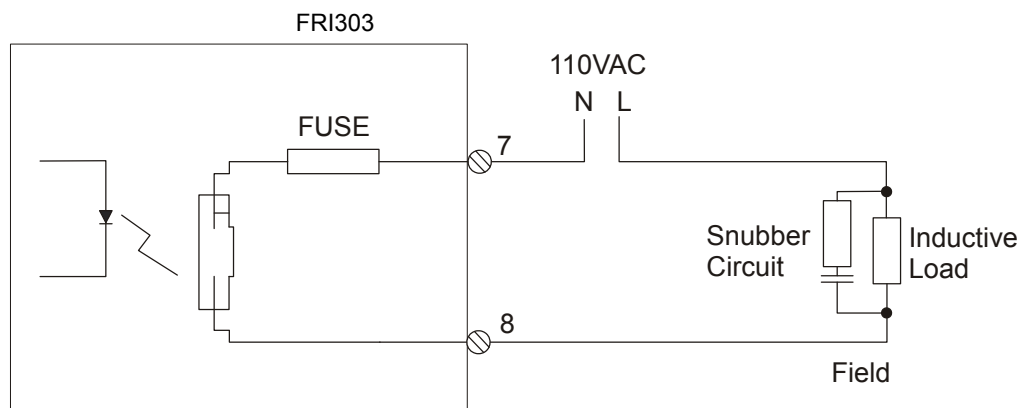 FRI303
110VAC
N L
FUSE
7
Snubber
Circuit
Inductive
Load
8
Field